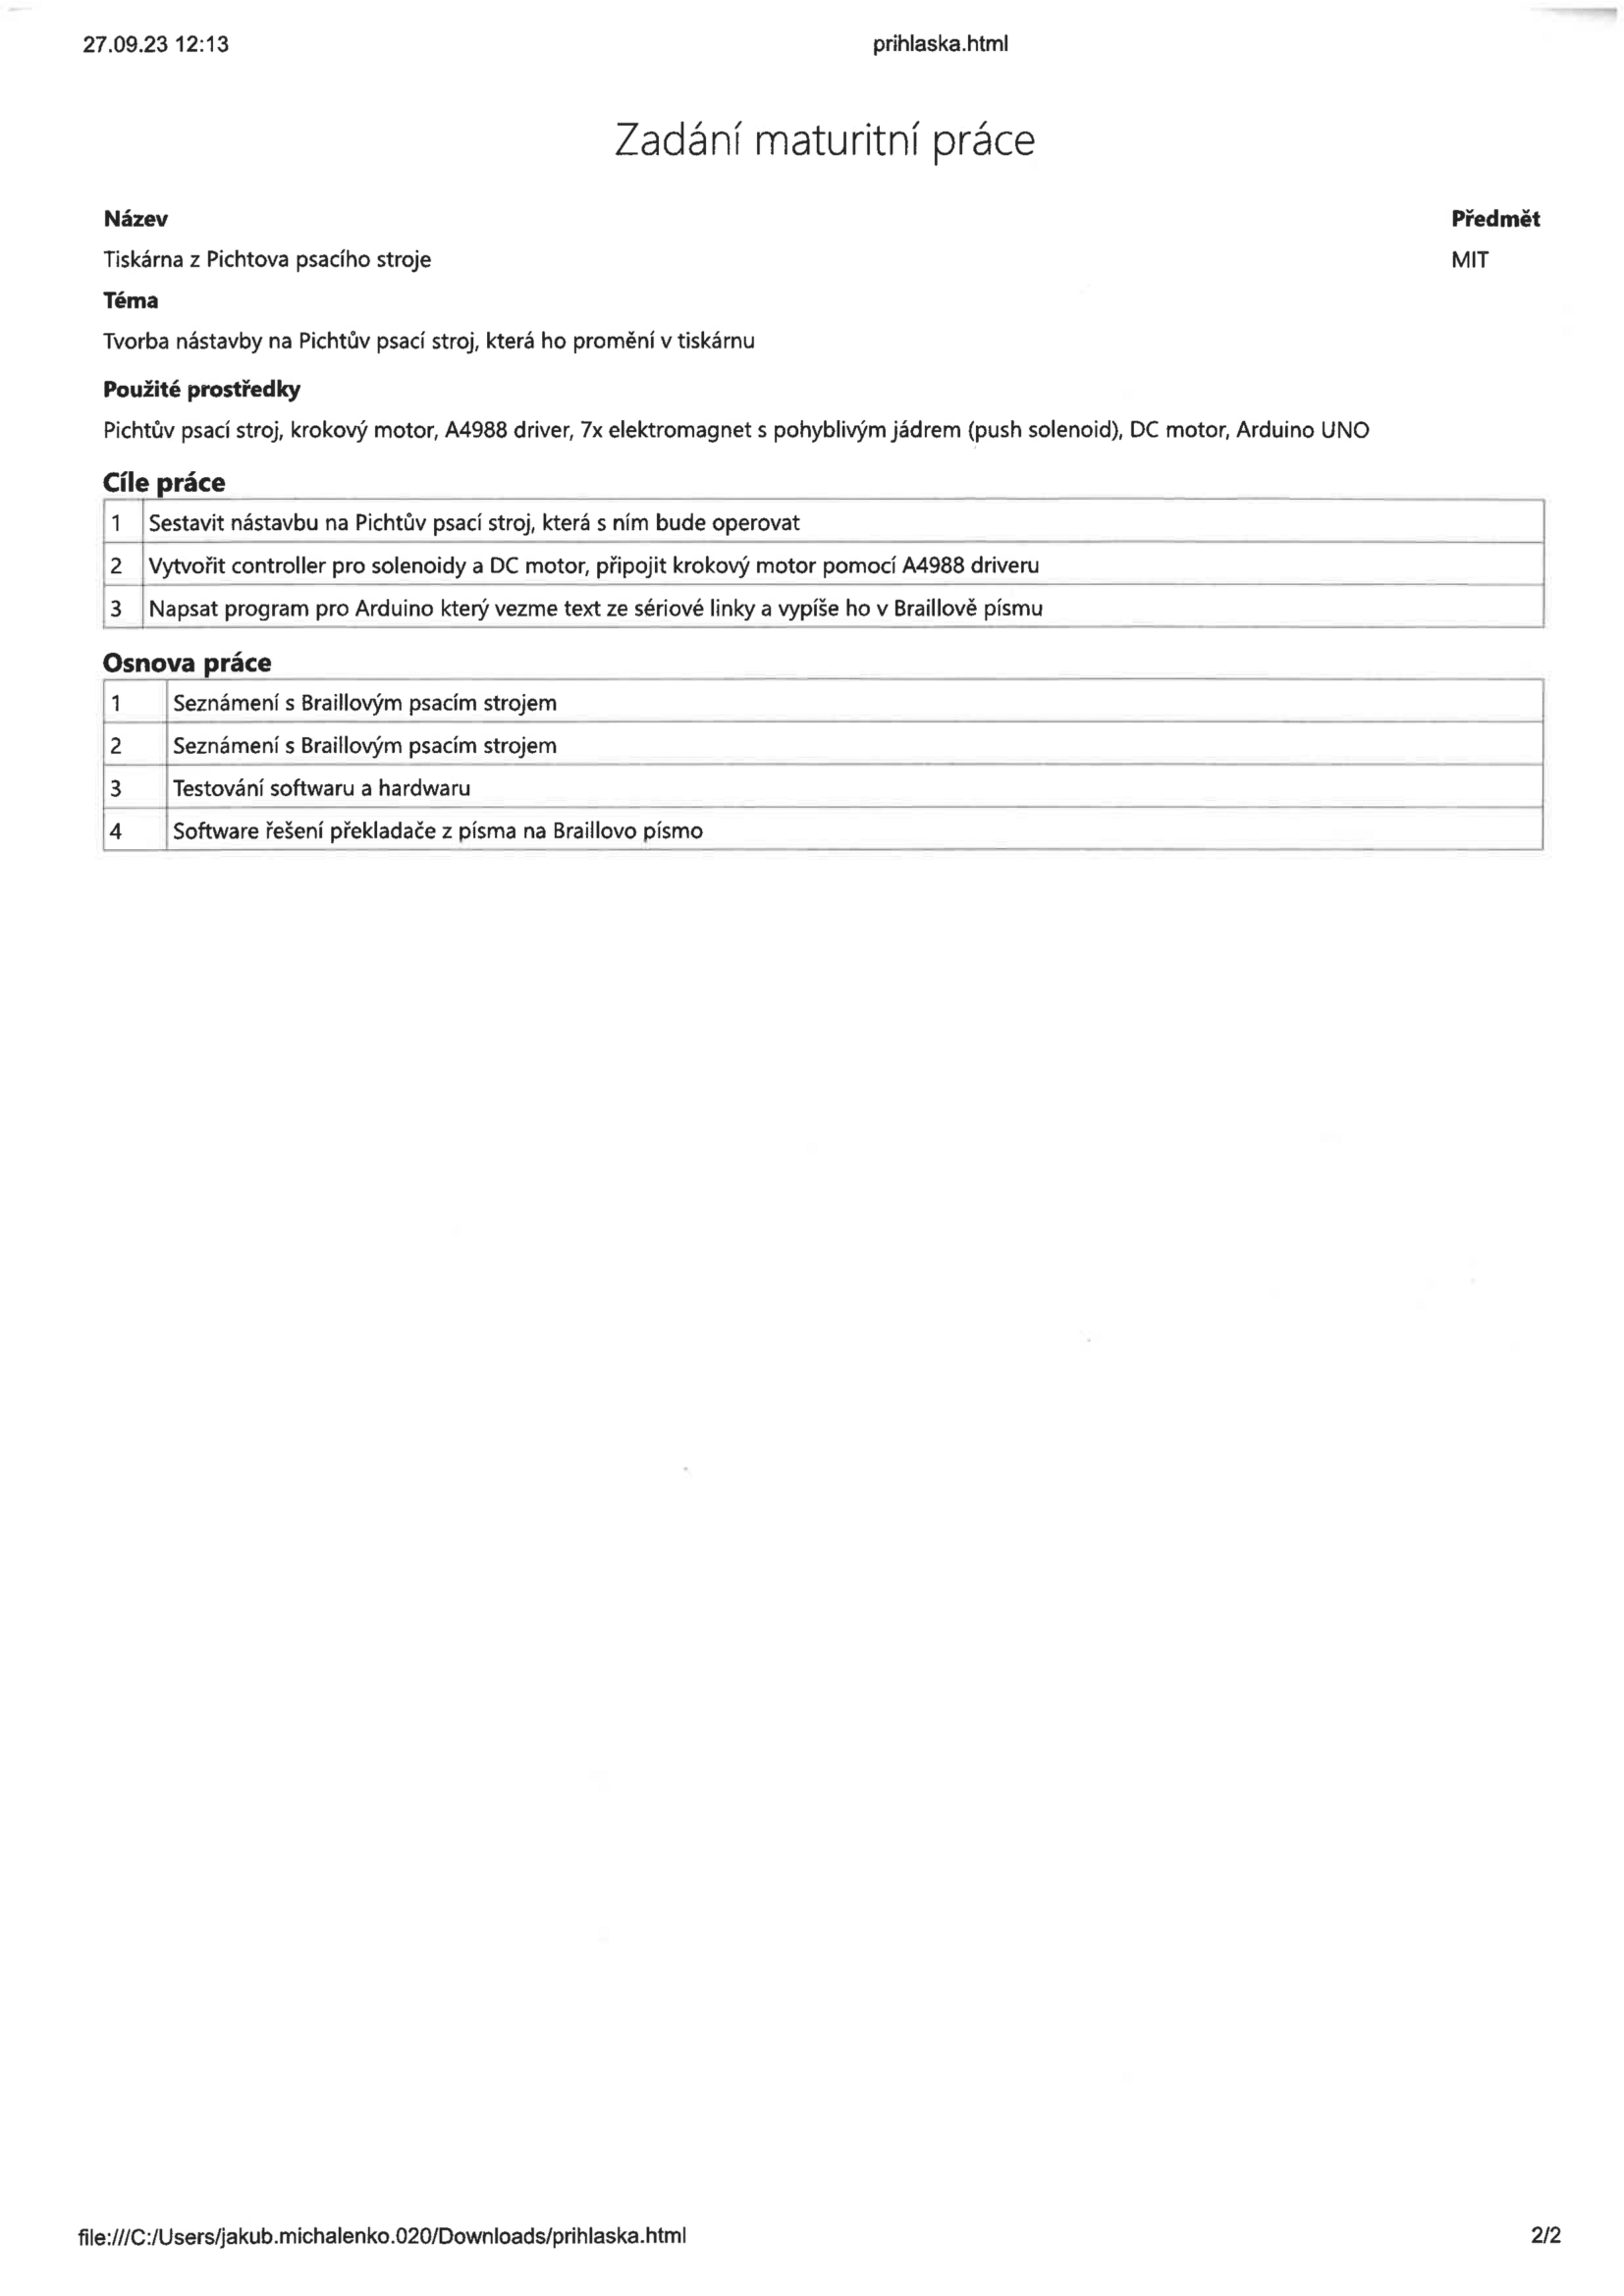 27.09.23 12:13 prihlaska.html
Zadání maturitní práce
Název Předmět
Tiskárna z Pichtova psacího stroje MIT
Téma
Tvorba nástavby na Pichtův psací stroj, která ho promění v tiskárnu
Použité prostředky
Pichtův psací stroj, krokový motor, A4988 driver, 7x elektromagnet s pohyblivým jádrem (push solenoid), DC motor, Arduino UNO
Cíle práce
1 Sestavit nástavbu na Pichtův psací stroj, která s ním bude operovat
2 Vytvořit controller pro solenoidy a DC motor, připojit krokový motor pomocí A4988 driveru
3 Napsat program pro Arduino který vezme text ze sériové linky a vypíše ho v Braillově písmu
Osnova práce
1 Seznámení s Braillovým psacím strojem
2 Seznámení s Braillovým psacím strojem
3 Testování softwaru a hardwaru
4 Software řešení překladače z písma na Braillovo písmo
file:///C:/Users/jakub.michalenko.020/Downloads/prihlaska.html 2/2